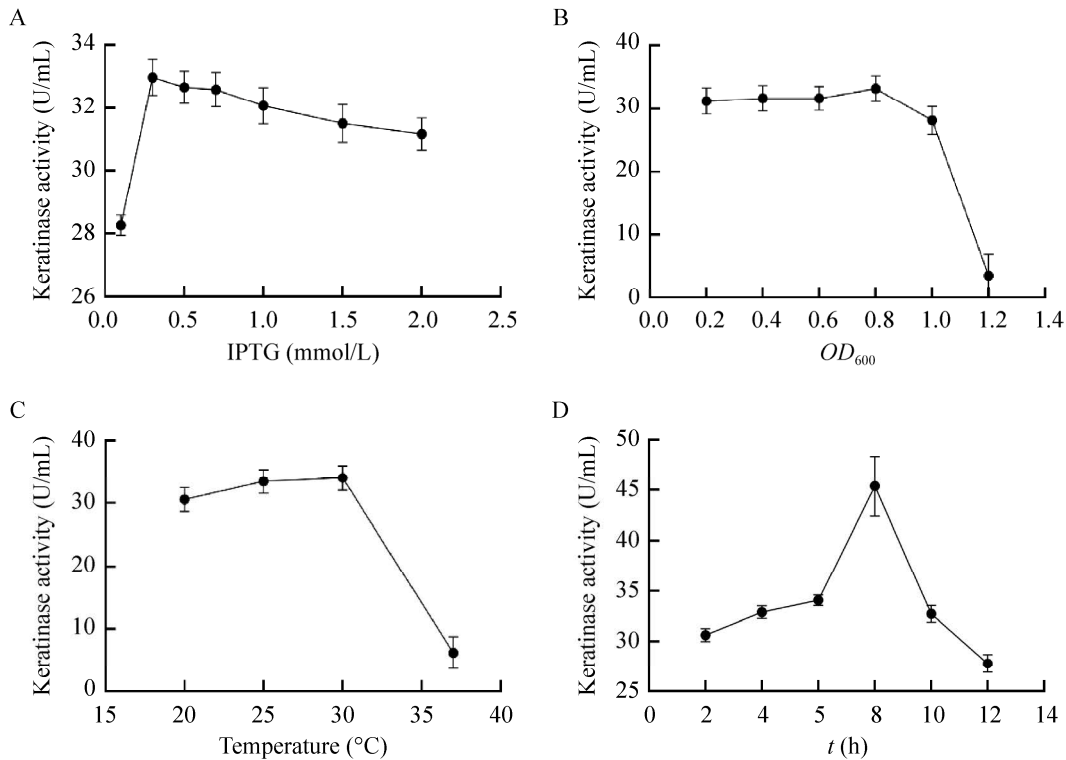 A
Keratinase activity (U/mL)
34
32
30
28
26
0.0 0.5 1.0 1.5 2.0 2.5
IPTG (mmol/L)
B
Keratinase activity (U/mL)
40
30
20
10
0
0.0 0.2 0.4 0.6 0.8 1.0 1.2 1.4
OD600
C
Keratinase activity (U/mL)
40
30
20
10
0
15 20 25 30 35 40
Temperature (°C)
D
Keratinase activity (U/mL)
50
45
40
35
30
25
0 2 4 5 8 10 12 14
t (h)